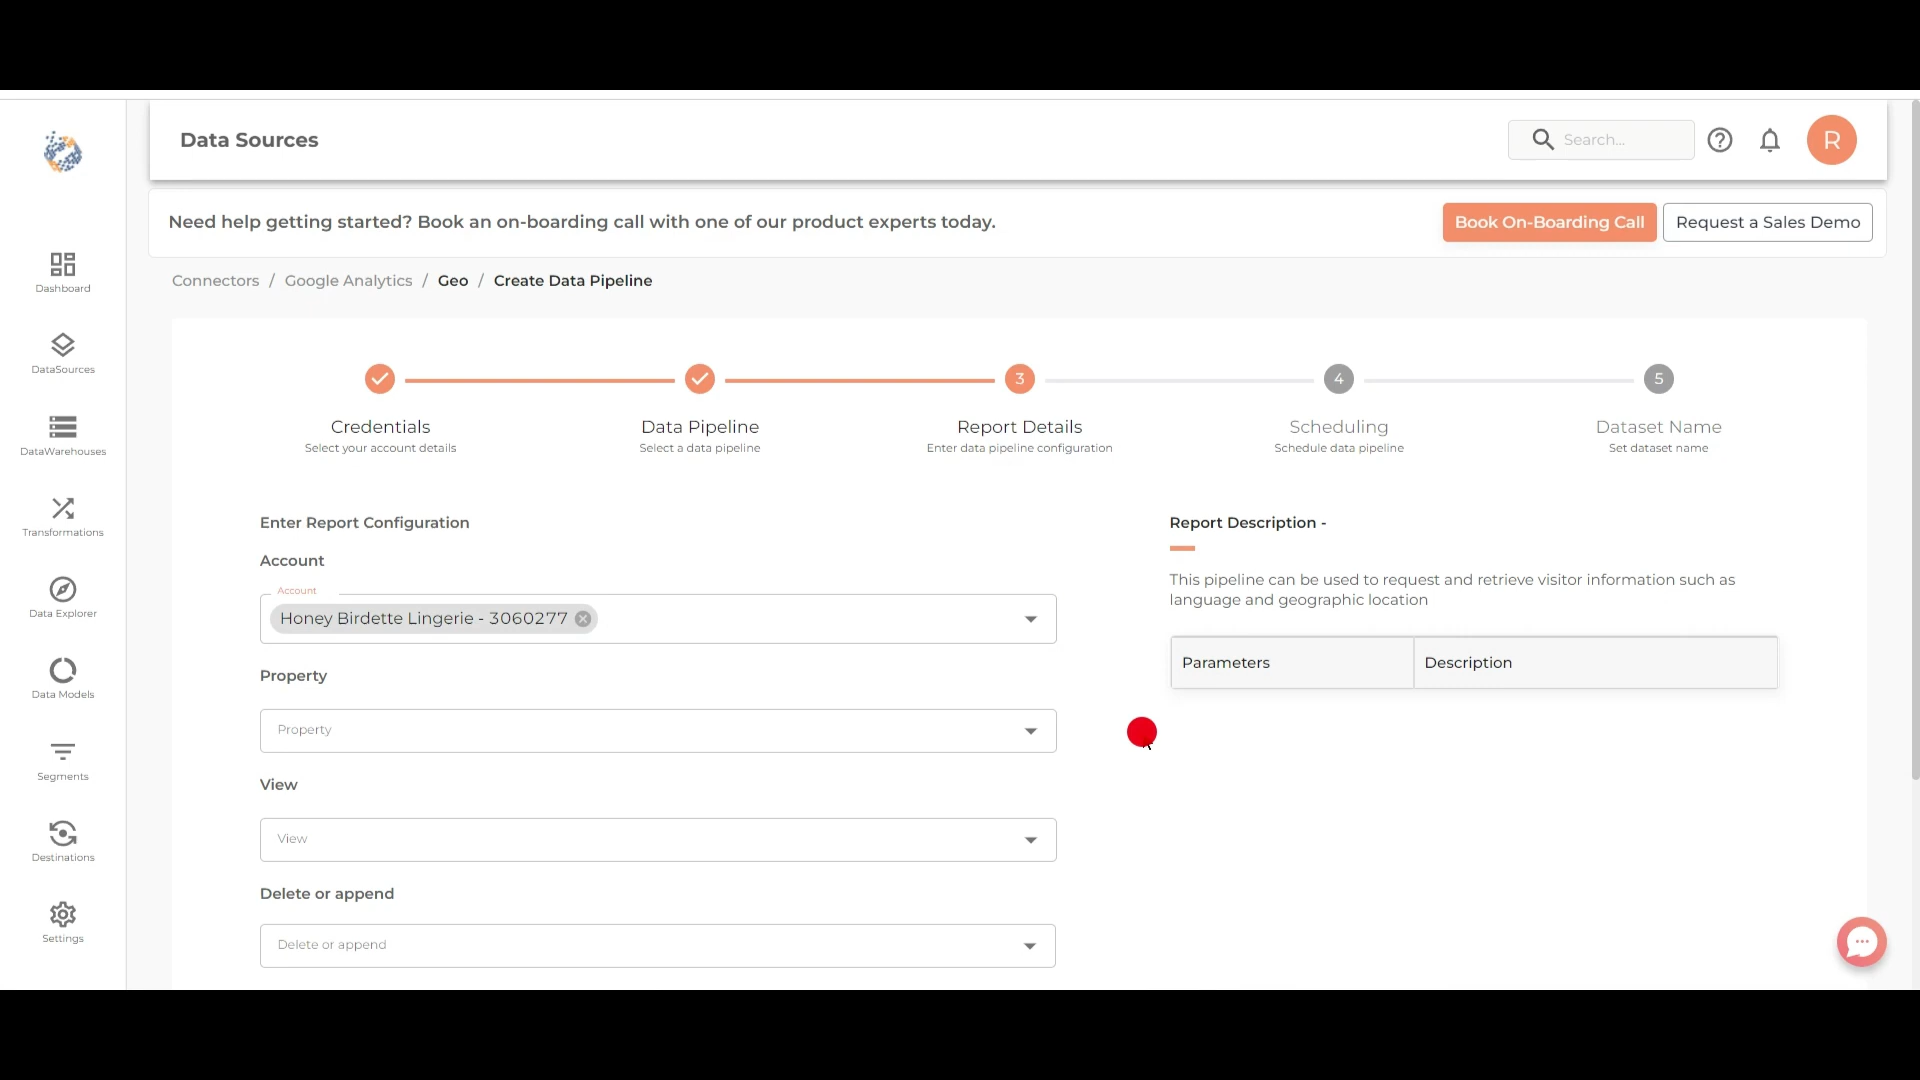 Data Sources
Search...
R
Need help getting started? Book an on-boarding call with one of our product experts today.
Book On-Boarding Call
Request a Sales Demo
Connectors / Google Analytics / Geo / Create Data Pipeline
Dashboard
DataSources
DataWarehouses
Transformations
Data Explorer
Data Models
Segments
Destinations
Settings
3
4
5
Credentials
Select your account details
Data Pipeline
Select a data pipeline
Report Details
Enter data pipeline configuration
Scheduling
Schedule data pipeline
Dataset Name
Set dataset name
Enter Report Configuration
Account
Account
Honey Birdette Lingerie - 3060277
Property
Property
View
View
Delete or append
Delete or append
Report Description -
This pipeline can be used to request and retrieve visitor information such as
language and geographic location
Parameters
Description